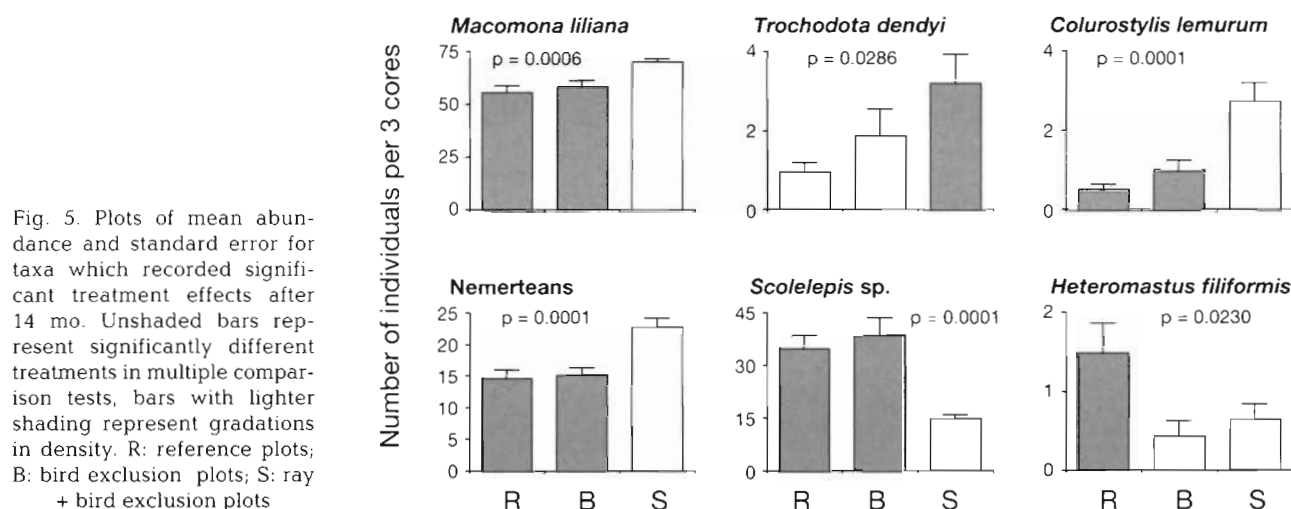 Fig. 5. Plots of mean abun-
dance and standard error for
taxa which recorded signifi-
cant treatment effects after
14 mo. Unshaded bars rep-
resent significantly different
treatments in multiple compar-
ison tests, bars with lighter
shading represent gradations
in density. R: reference plots;
B: bird exclusion plots; S: ray
+ bird exclusion plots
Number of individuals per 3 cores
Macomona liliana
p = 0.0006
75
50
25
0
Trochodota dendyi
p = 0.0286
4
2
0
Colurostylis lemurum
p = 0.0001
4
2
0
Nemerteans
p = 0.0001
25
20
15
10
5
0
R B S
Scolelepis sp.
p = 0.0001
45
30
15
0
R B S
Heteromastus filiformis
p = 0.0230
2
1
0
R B S